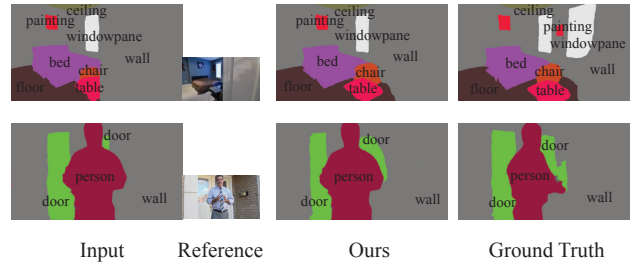 ceiling
painting
windowpane
wall
bed
chair
floor
table
ceiling
painting
windowpane
wall
bed
chair
floor
table
ceiling
painting
windowpane
wall
bed
chair
floor
table
door
person
door
wall
door
person
door
wall
door
person
door
wall
Input Reference Ours Ground Truth